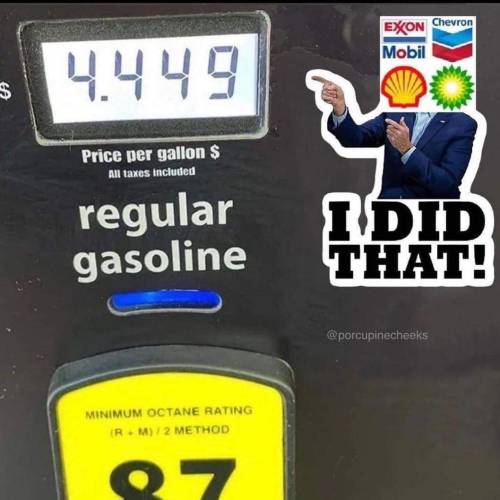 $
4.449
Price per gallon $
All taxes included
regular
gasoline
MINIMUM OCTANE RATING
(R + M) / 2 METHOD
87
EXXON
Chevron
Mobil
I DID
THAT!
@porcupinecheeks